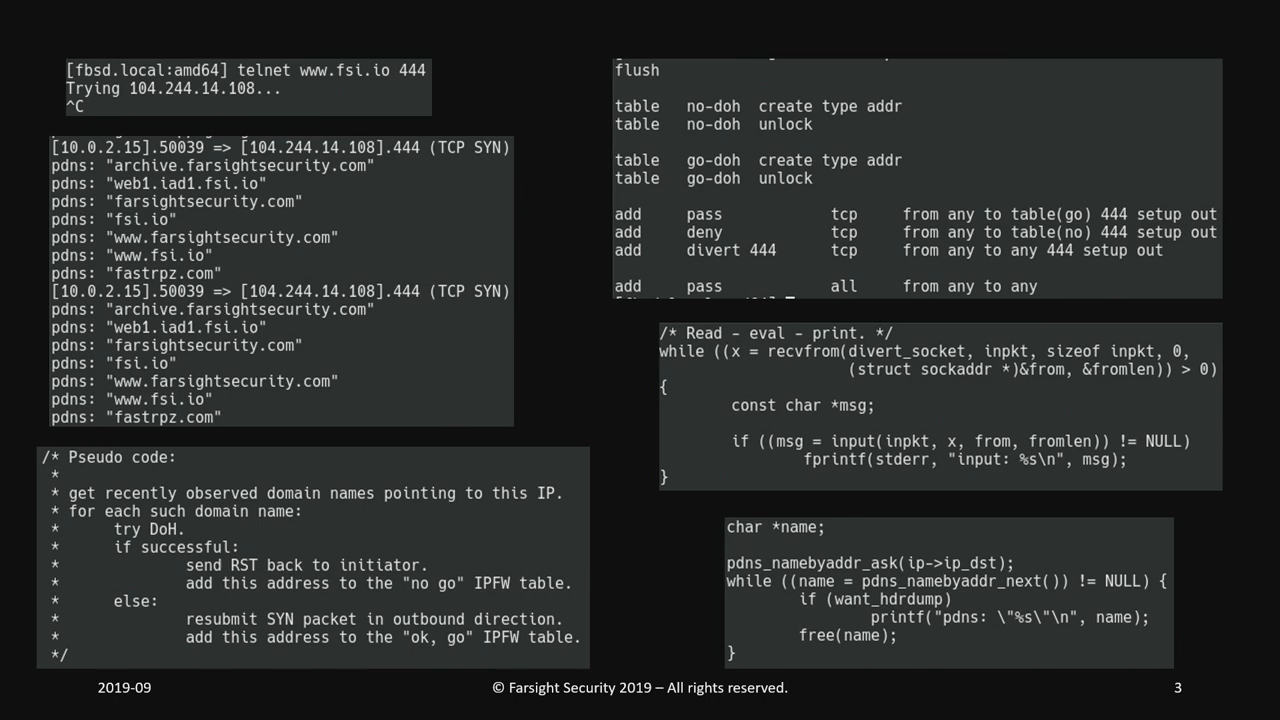 [fbsd.local:amd64] telnet www.fsi.io 444
Trying 104.244.14.108...
^C
[10.0.2.15].50039 => [104.244.14.108].444 (TCP SYN)
pdns: "archive.farsightsecurity.com"
pdns: "web1.iad1.fsi.io"
pdns: "farsightsecurity.com"
pdns: "fsi.io"
pdns: "www.farsightsecurity.com"
pdns: "www.fsi.io"
pdns: "fastrpz.com"
[10.0.2.15].50039 => [104.244.14.108].444 (TCP SYN)
pdns: "archive.farsightsecurity.com"
pdns: "web1.iad1.fsi.io"
pdns: "farsightsecurity.com"
pdns: "fsi.io"
pdns: "www.farsightsecurity.com"
pdns: "www.fsi.io"
pdns: "fastrpz.com"
/* Pseudo code:
 *
 * get recently observed domain names pointing to this IP.
 * for each such domain name:
 *      try DoH.
 *      if successful:
 *              send RST back to initiator.
 *              add this address to the "no go" IPFW table.
 *      else:
 *              resubmit SYN packet in outbound direction.
 *              add this address to the "ok, go" IPFW table.
 */
flush
table   no-doh  create type addr
table   no-doh  unlock
table   go-doh  create type addr
table   go-doh  unlock
add     pass            tcp     from any to table(go) 444 setup out
add     deny            tcp     from any to table(no) 444 setup out
add     divert 444      tcp     from any to any 444 setup out
add     pass            all     from any to any
/* Read - eval - print. */
while ((x = recvfrom(divert_socket, inpkt, sizeof inpkt, 0,
                     (struct sockaddr *)&from, &fromlen)) > 0)
{
        const char *msg;
        if ((msg = input(inpkt, x, from, fromlen)) != NULL)
                fprintf(stderr, "input: %s\n", msg);
}
char *name;
pdns_namebyaddr_ask(ip->ip_dst);
while ((name = pdns_namebyaddr_next()) != NULL) {
        if (want_hdrdump)
                printf("pdns: \"%s\"\n", name);
        free(name);
}
2019-09
© Farsight Security 2019 – All rights reserved.
3